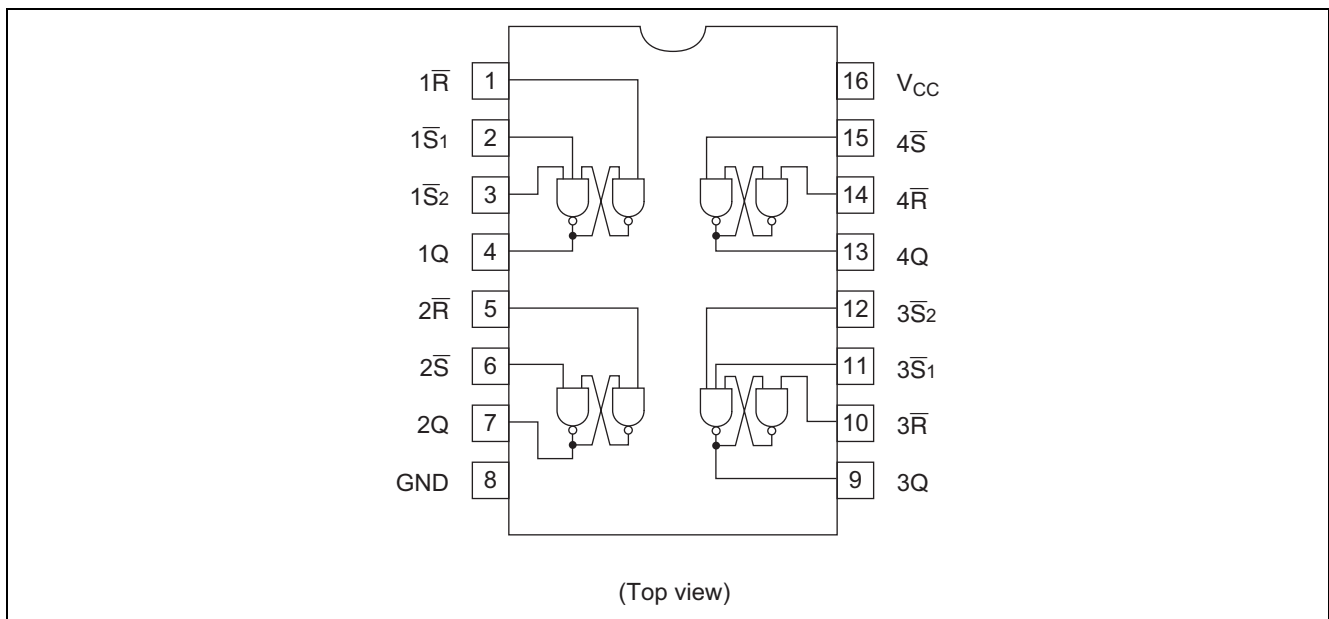 1R̅ 1 16 VCC
1S̅1 2 15 4S̅
1S̅2 3 14 4R̅
1Q 4 13 4Q
2R̅ 5 12 3S̅2
2S̅ 6 11 3S̅1
2Q 7 10 3R̅
GND 8 9 3Q
(Top view)